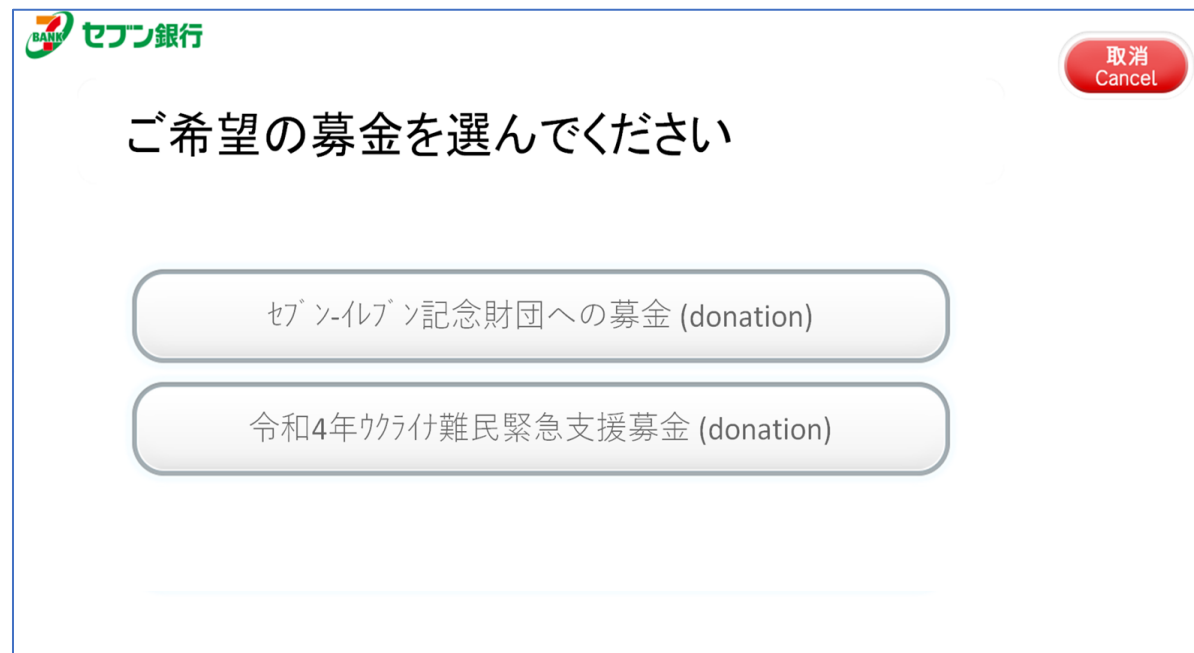 7
BANK
セブン銀行
取消
Cancel
ご希望の募金を選んでください
ｾﾌﾞﾝ-ｲﾚﾌﾞﾝ記念財団への募金 (donation)
令和4年ｳｸﾗｲﾅ難民緊急支援募金 (donation)